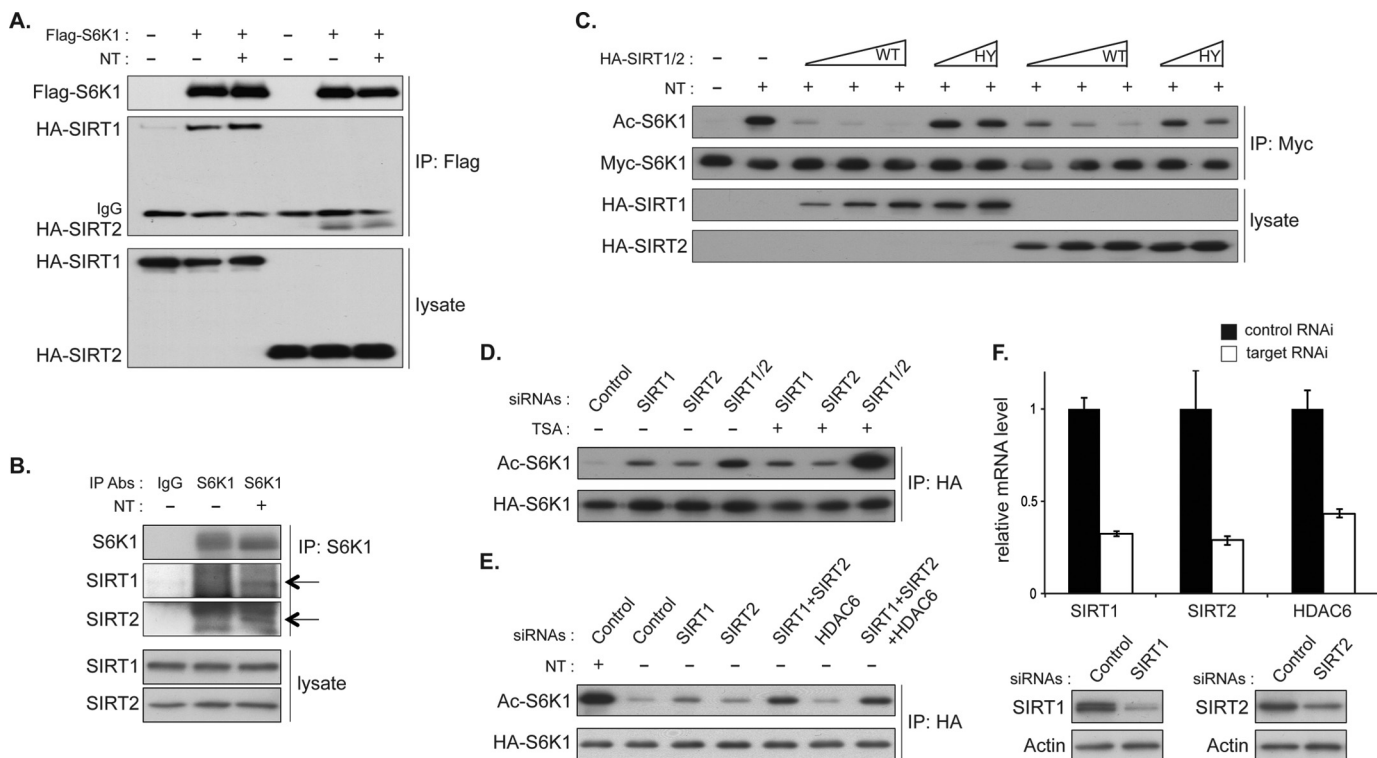 A.
Flag-S6K1 : – + + – + +
NT : – – + – – +
Flag-S6K1
HA-SIRT1
IgG
HA-SIRT2
IP: Flag
HA-SIRT1
HA-SIRT2
lysate
B.
IP Abs : IgG S6K1 S6K1
NT : – – +
S6K1
IP: S6K1
SIRT1
SIRT2
SIRT1
SIRT2
lysate
C.
WT HY WT HY
HA-SIRT1/2 : – –
NT : – + + + + + + + + + + +
Ac-S6K1
Myc-S6K1
IP: Myc
HA-SIRT1
HA-SIRT2
lysate
D.
siRNAs : Control SIRT1 SIRT2 SIRT1/2 SIRT1 SIRT2 SIRT1/2
TSA : – – – – + + +
Ac-S6K1
HA-S6K1
IP: HA
E.
siRNAs : Control Control SIRT1 SIRT2 SIRT1+SIRT2 HDAC6 SIRT1+SIRT2
+HDAC6
NT : + – – – – – –
Ac-S6K1
HA-S6K1
IP: HA
F.
control RNAi
target RNAi
relative mRNA level
1
0.5
0
SIRT1 SIRT2 HDAC6
siRNAs : Control SIRT1
SIRT1
Actin
siRNAs : Control SIRT2
SIRT2
Actin